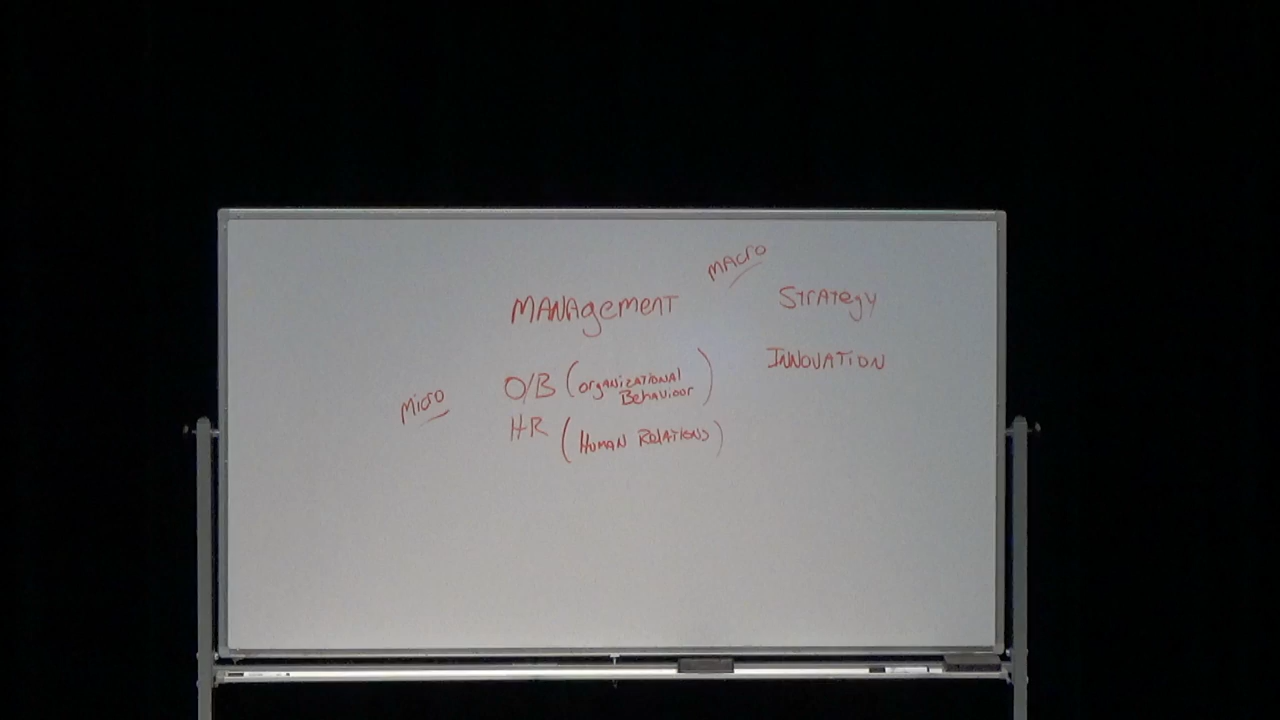 MACRO
MANAgemenT
STRATegy
INNOVATION
MICRO
O/B (ORgANIZATIONAl
BehAVIOUR)
HR (HUMAN RelATIONS)